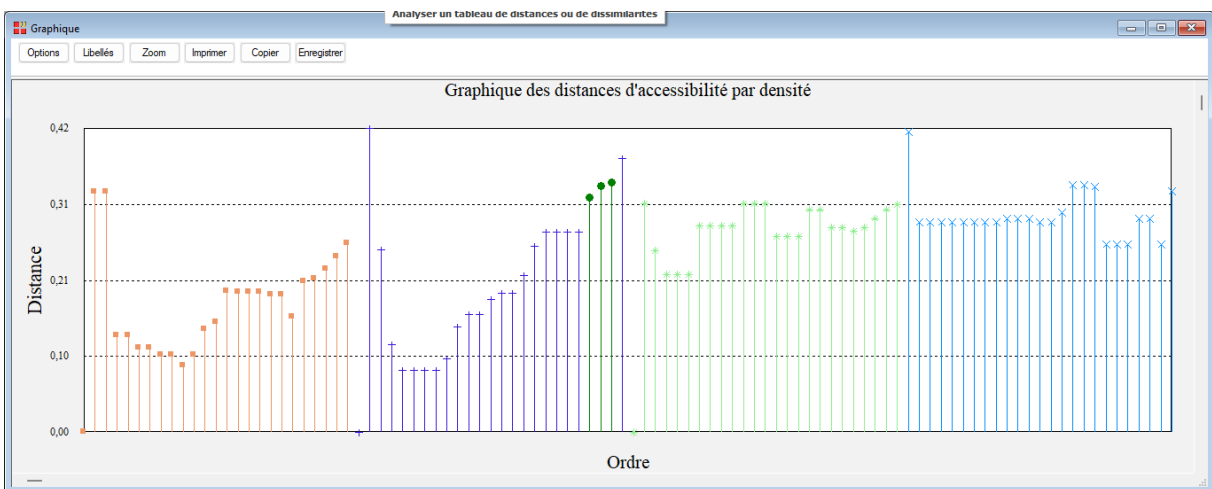 Analyser un tableau de distances ou de dissimilarités
Graphique
Options Libellés Zoom Imprimer Copier Enregistrer
Graphique des distances d'accessibilité par densité
0,42
0,31
0,21
0,10
0,00
Distance
Ordre